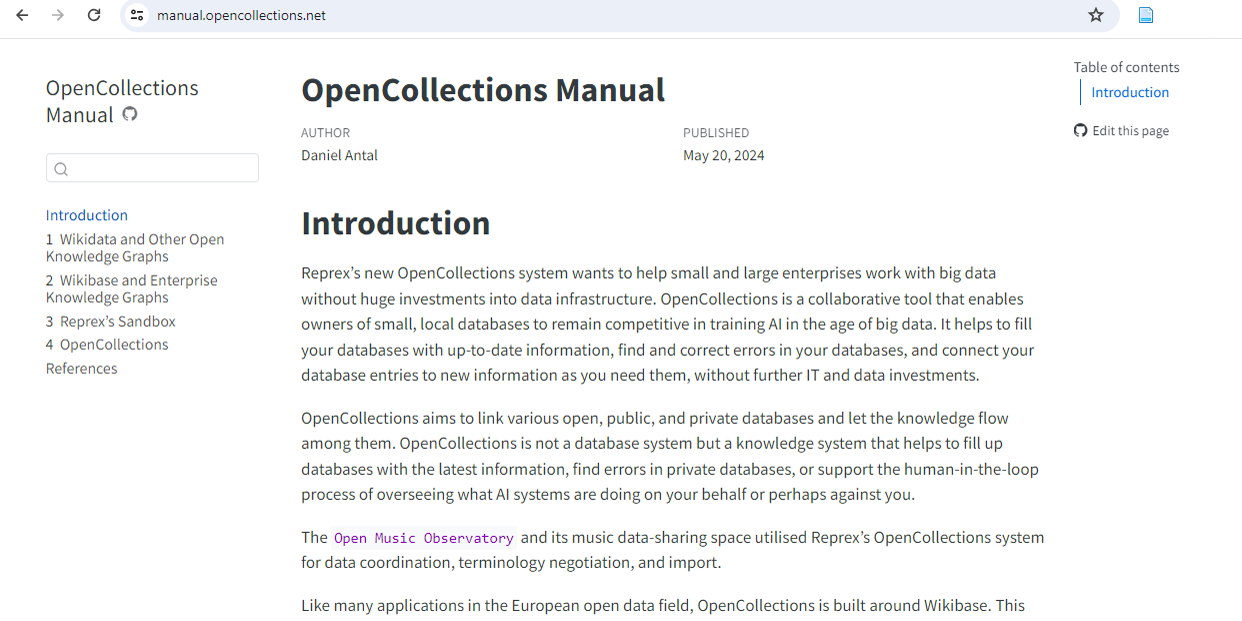 manual.opencollections.net
OpenCollections
Manual
Introduction
1 Wikidata and Other Open
Knowledge Graphs
2 Wikibase and Enterprise
Knowledge Graphs
3 Reprex’s Sandbox
4 OpenCollections
References
OpenCollections Manual
AUTHOR
PUBLISHED
Daniel Antal
May 20, 2024
Introduction
Reprex’s new OpenCollections system wants to help small and large enterprises work with big data
without huge investments into data infrastructure. OpenCollections is a collaborative tool that enables
owners of small, local databases to remain competitive in training AI in the age of big data. It helps to fill
your databases with up-to-date information, find and correct errors in your databases, and connect your
database entries to new information as you need them, without further IT and data investments.
OpenCollections aims to link various open, public, and private databases and let the knowledge flow
among them. OpenCollections is not a database system but a knowledge system that helps to fill up
databases with the latest information, find errors in private databases, or support the human-in-the-loop
process of overseeing what AI systems are doing on your behalf or perhaps against you.
The Open Music Observatory and its music data-sharing space utilised Reprex’s OpenCollections system
for data coordination, terminology negotiation, and import.
Like many applications in the European open data field, OpenCollections is built around Wikibase. This
Table of contents
Introduction
Edit this page